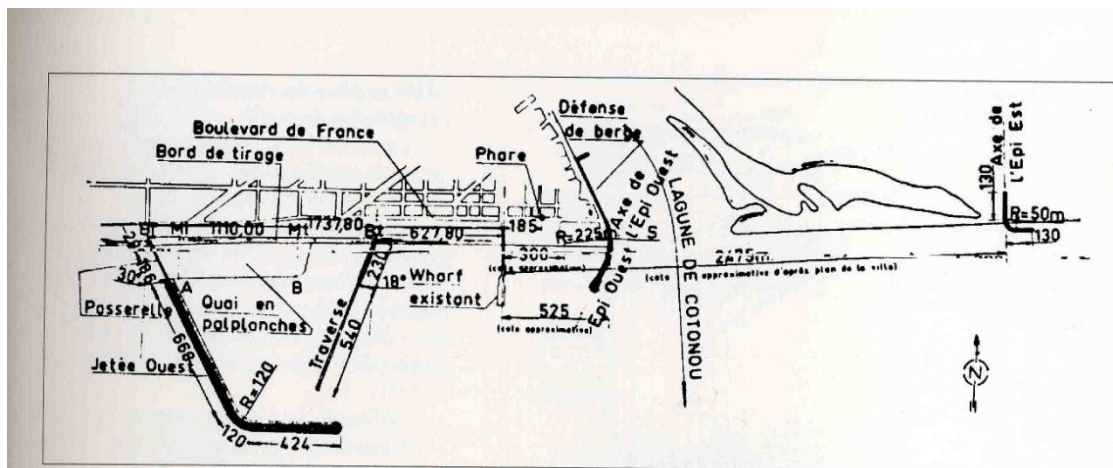 Défense
de berge
Boulevard de France
Bord de tirage
Phare
Axe de
l'Epi Est
130
R=50m
130
Axe de
l'Epi Ouest
LAGUNE DE COTONOU
Mt
1110,00
Mt
1737,80
Bt
627,80
185
R=225m
S
300
(cote approximative)
2475m
(cote approximative d'après plan de la ville)
Epi Ouest
186
30°
A
B
230
18°
Wharf
existant
525
(cote approximative)
Passerelle
Quai en
palplanches
Traverse
540
668
Jetée Ouest
R=120
120
424
N